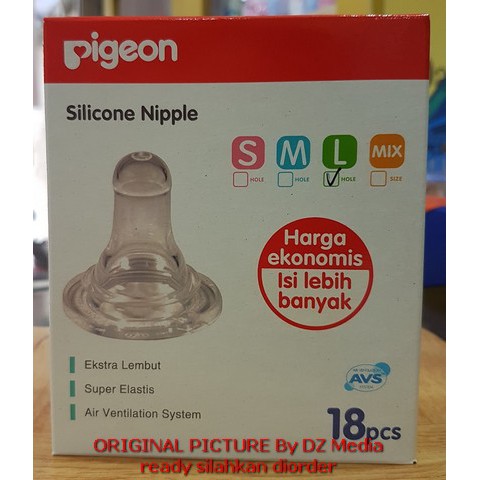 pigeon
Silicone Nipple
S M L MIX
HOLE HOLE HOLE SIZE
Harga
ekonomis
Isi lebih
banyak
Ekstra Lembut
Super Elastis
Air Ventilation System
AVS
18pcs
ORIGINAL PICTURE By DZ Media
ready silahkan diorder